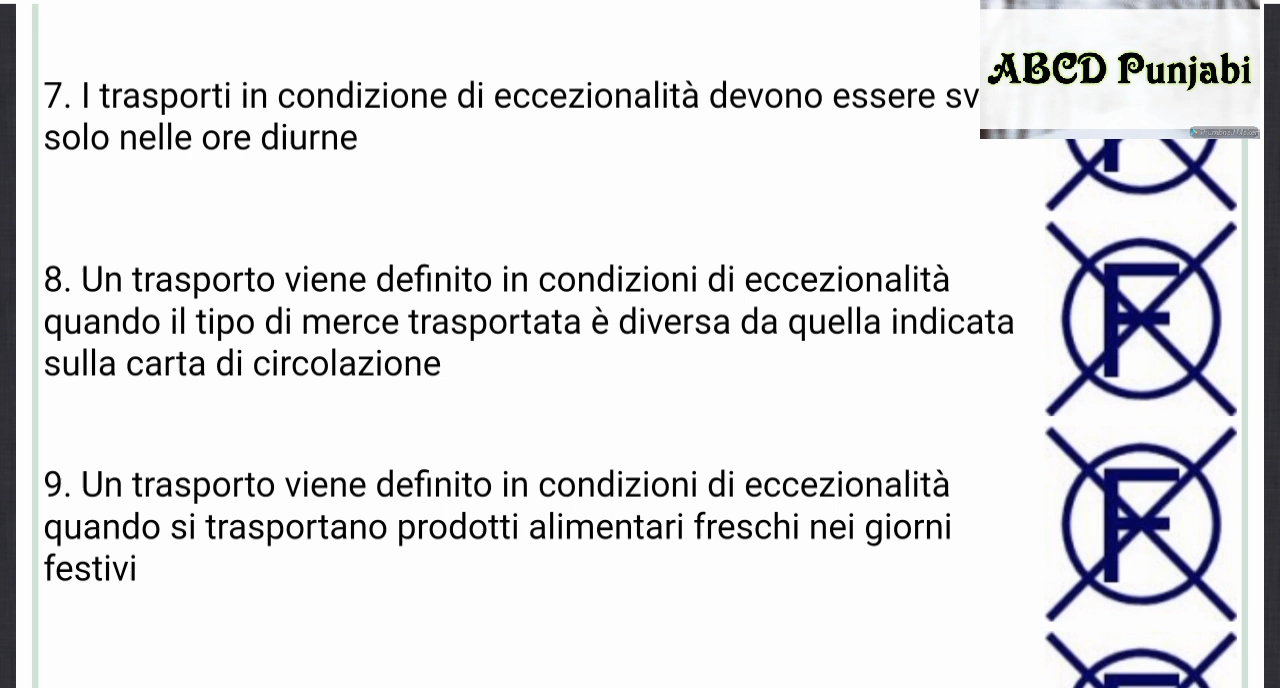 ABCD Punjabi
7. I trasporti in condizione di eccezionalità devono essere
solo nelle ore diurne
8. Un trasporto viene definito in condizioni di eccezionalità
quando il tipo di merce trasportata è diversa da quella indicata
sulla carta di circolazione
F
9. Un trasporto viene definito in condizioni di eccezionalità
quando si trasportano prodotti alimentari freschi nei giorni
festivi
F